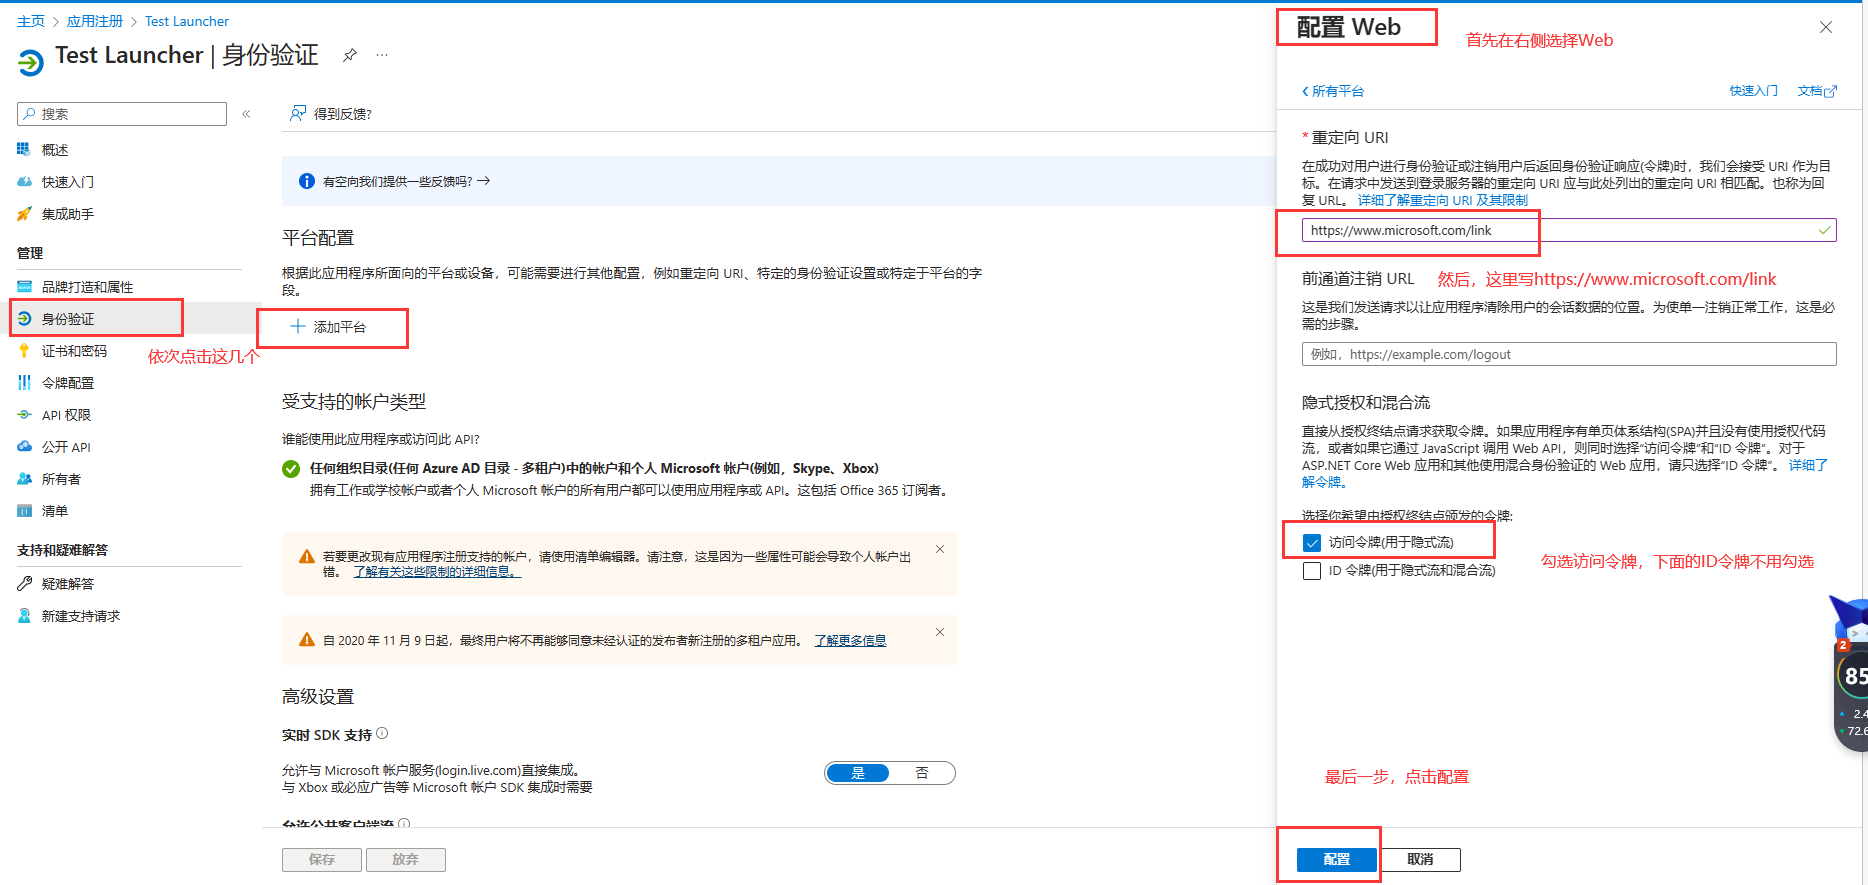 主页 > 应用注册 > Test Launcher
Test Launcher | 身份验证
搜索
概述
快速入门
集成助手
管理
品牌打造和属性
身份验证
证书和密码
令牌配置
API 权限
公开 API
所有者
清单
支持和疑难解答
疑难解答
新建支持请求
依次点击这几个
得到反馈?
有空向我们提供一些反馈吗? →
平台配置
根据此应用程序所面向的平台或设备，可能需要进行其他配置，例如重定向 URI、特定的身份验证设置或特定于平台的字
段。
添加平台
受支持的帐户类型
谁能使用此应用程序或访问此 API?
任何组织目录(任何 Azure AD 目录 - 多租户)中的帐户和个人 Microsoft 帐户(例如，Skype、Xbox)
拥有工作或学校帐户或者个人 Microsoft 帐户的所有用户都可以使用应用程序或 API。这包括 Office 365 订阅者。
若要更改现有应用程序注册支持的帐户，请使用清单编辑器。请注意，这是因为一些属性可能会导致个人帐户出
错。 了解有关这些限制的详细信息。
自 2020 年 11 月 9 日起，最终用户将不再能够同意未经认证的发布者新注册的多租户应用。 了解更多信息
高级设置
实时 SDK 支持
允许与 Microsoft 帐户服务(login.live.com)直接集成。
与 Xbox 或必应广告等 Microsoft 帐户 SDK 集成时需要
是 否
允许公共客户端流
保存 放弃
配置 Web
首先在右侧选择Web
所有平台
快速入门 文档
* 重定向 URI
在成功对用户进行身份验证或注销用户后返回身份验证响应(令牌)时，我们会接受 URI 作为目
标。在请求中发送到登录服务器的重定向 URI 应与此处列出的重定向 URI 相匹配。也称为回
复 URL。 详细了解重定向 URI 及其限制
https://www.microsoft.com/link
前通道注销 URL
然后，这里写https://www.microsoft.com/link
这是我们发送请求以让应用程序清除用户的会话数据的位置。为使单一注销正常工作，这是必
需的步骤。
例如，https://example.com/logout
隐式授权和混合流
直接从授权终结点请求获取令牌。如果应用程序有单页体系结构(SPA)并且没有使用授权代码
流，或者如果它通过 JavaScript 调用 Web API，则同时选择“访问令牌”和“ID 令牌”。对于
ASP.NET Core Web 应用和其他使用混合身份验证的 Web 应用，请只选择“ID 令牌”。 详细了
解令牌。
选择你希望由授权终结点颁发的令牌:
访问令牌(用于隐式流)
ID 令牌(用于隐式流和混合流)
勾选访问令牌，下面的ID令牌不用勾选
2
85
2.4
72.6
最后一步，点击配置
配置 取消